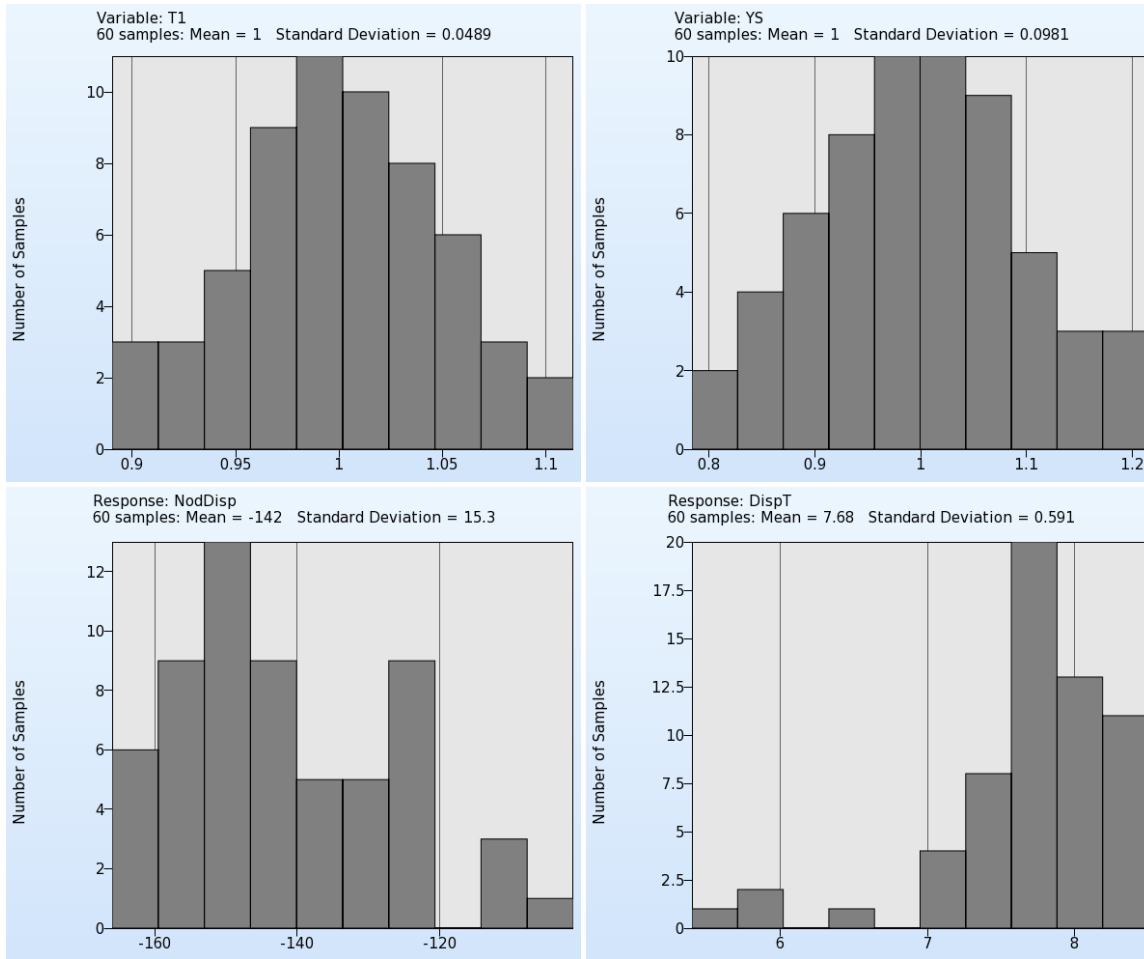 Variable: T1
60 samples: Mean = 1   Standard Deviation = 0.0489
Number of Samples
10
8
6
4
2
0
0.9 0.95 1 1.05 1.1
Variable: YS
60 samples: Mean = 1   Standard Deviation = 0.0981
Number of Samples
10
8
6
4
2
0
0.8 0.9 1 1.1 1.2
Response: NodDisp
60 samples: Mean = -142   Standard Deviation = 15.3
Number of Samples
12
10
8
6
4
2
0
-160 -140 -120
Response: DispT
60 samples: Mean = 7.68   Standard Deviation = 0.591
Number of Samples
20
17.5
15
12.5
10
7.5
5
2.5
0
6 7 8